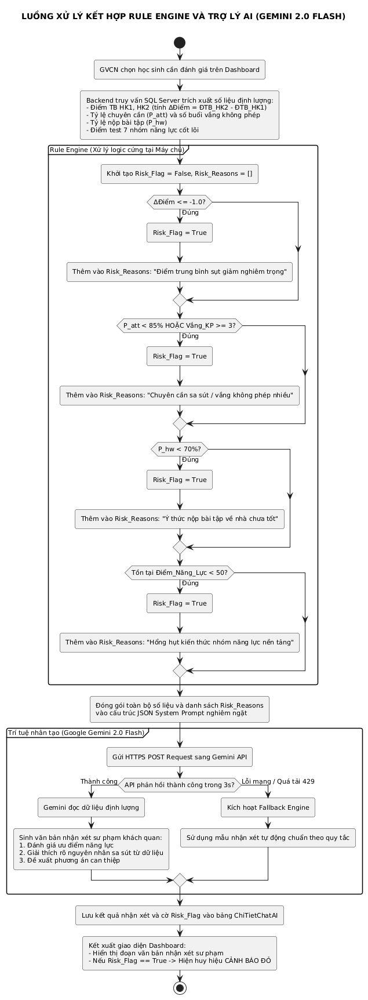 LUỒNG XỬ LÝ KẾT HỢP RULE ENGINE VÀ TRỢ LÝ AI (GEMINI 2.0 FLASH)
GVCN chọn học sinh cần đánh giá trên Dashboard
Backend truy vấn SQL Server trích xuất số liệu định lượng:
- Điểm TB HK1, HK2 (tính ΔĐiểm = ĐTB_HK2 - ĐTB_HK1)
- Tỷ lệ chuyên cần (P_att) và số buổi vắng không phép
- Tỷ lệ nộp bài tập (P_hw)
- Điểm test 7 nhóm năng lực cốt lõi
Rule Engine (Xử lý logic cứng tại Máy chủ)
Khởi tạo Risk_Flag = False, Risk_Reasons = []
ΔĐiểm <= -1.0?
Đúng
Risk_Flag = True
Thêm vào Risk_Reasons: "Điểm trung bình sụt giảm nghiêm trọng"
P_att < 85% HOẶC Vắng_KP >= 3?
Đúng
Risk_Flag = True
Thêm vào Risk_Reasons: "Chuyên cần sa sút / vắng không phép nhiều"
P_hw < 70%?
Đúng
Risk_Flag = True
Thêm vào Risk_Reasons: "Ý thức nộp bài tập về nhà chưa tốt"
Tồn tại Điểm_Năng_Lực < 50?
Đúng
Risk_Flag = True
Thêm vào Risk_Reasons: "Hổng hụt kiến thức nhóm năng lực nền tảng"
Đóng gói toàn bộ số liệu và danh sách Risk_Reasons
vào cấu trúc JSON System Prompt nghiêm ngặt
Trí tuệ nhân tạo (Google Gemini 2.0 Flash)
Gửi HTTPS POST Request sang Gemini API
API phản hồi thành công trong 3s?
Thành công
Lỗi mạng / Quá tải 429
Gemini đọc dữ liệu định lượng
Kích hoạt Fallback Engine
Sinh văn bản nhận xét sư phạm khách quan:
1. Đánh giá ưu điểm năng lực
2. Giải thích rõ nguyên nhân sa sút từ dữ liệu
3. Đề xuất phương án can thiệp
Sử dụng mẫu nhận xét tự động chuẩn theo quy tắc
Lưu kết quả nhận xét và cờ Risk_Flag vào bảng ChiTietChatAI
Kết xuất giao diện Dashboard:
- Hiển thị đoạn văn bản nhận xét sư phạm
- Nếu Risk_Flag == True -> Hiện huy hiệu CẢNH BÁO ĐỎ